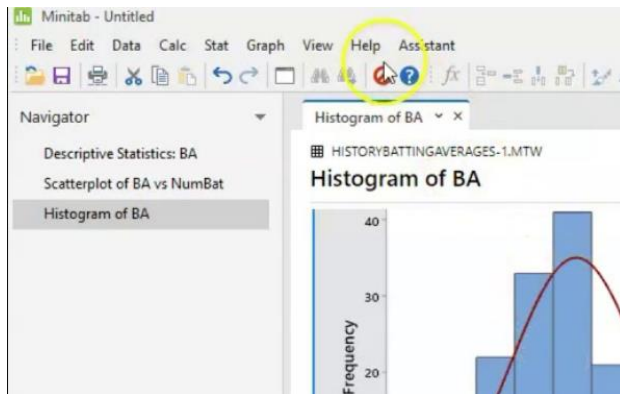 Minitab - Untitled
File Edit Data Calc Stat Graph View Help Assistant
fx
Navigator
Histogram of BA
Descriptive Statistics: BA
Scatterplot of BA vs NumBat
Histogram of BA
HISTORYBATTINGAVERAGES-1.MTW
Histogram of BA
40
30
20
Frequency